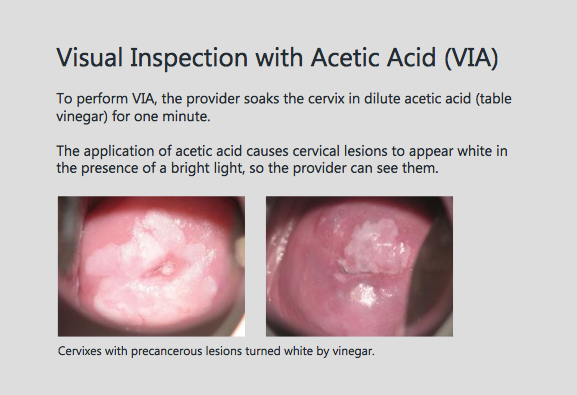 Visual Inspection with Acetic Acid (VIA)
To perform VIA, the provider soaks the cervix in dilute acetic acid (table
vinegar) for one minute.
The application of acetic acid causes cervical lesions to appear white in
the presence of a bright light, so the provider can see them.
Cervixes with precancerous lesions turned white by vinegar.